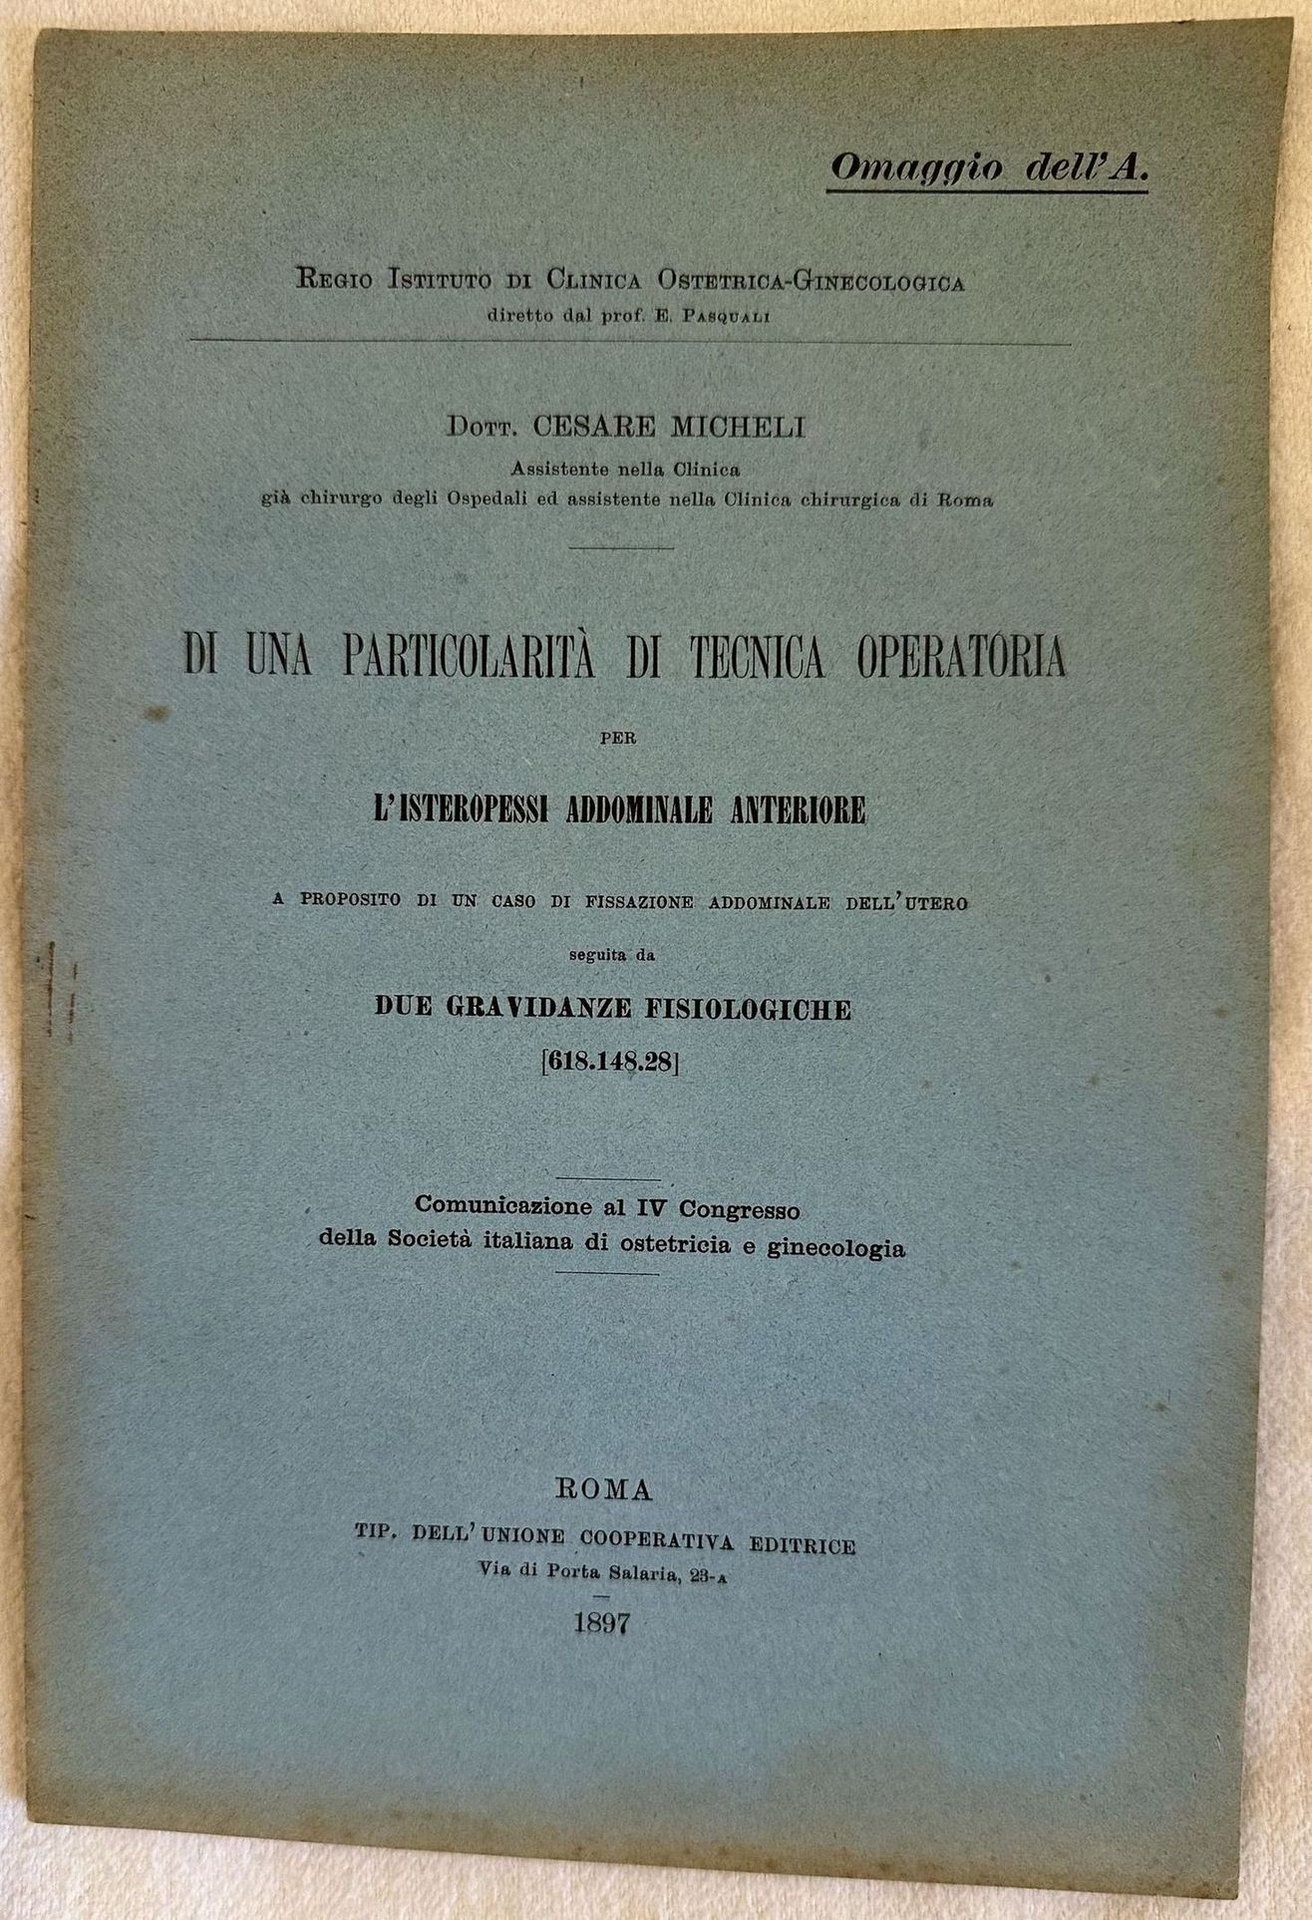 Omaggio dell'A.
Regio Istituto di Clinica Ostetrica-Ginecologica
diretto dal prof. E. Pasquali
Dott. CESARE MICHELI
Assistente nella Clinica
già chirurgo degli Ospedali ed assistente nella Clinica chirurgica di Roma
DI UNA PARTICOLARITÀ DI TECNICA OPERATORIA
PER
L'ISTEROPESSI ADDOMINALE ANTERIORE
A PROPOSITO DI UN CASO DI FISSAZIONE ADDOMINALE DELL'UTERO
seguita da
DUE GRAVIDANZE FISIOLOGICHE
[618.148.28]
Comunicazione al IV Congresso
della Società italiana di ostetricia e ginecologia
ROMA
TIP. DELL'UNIONE COOPERATIVA EDITRICE
Via di Porta Salaria, 23-A
1897